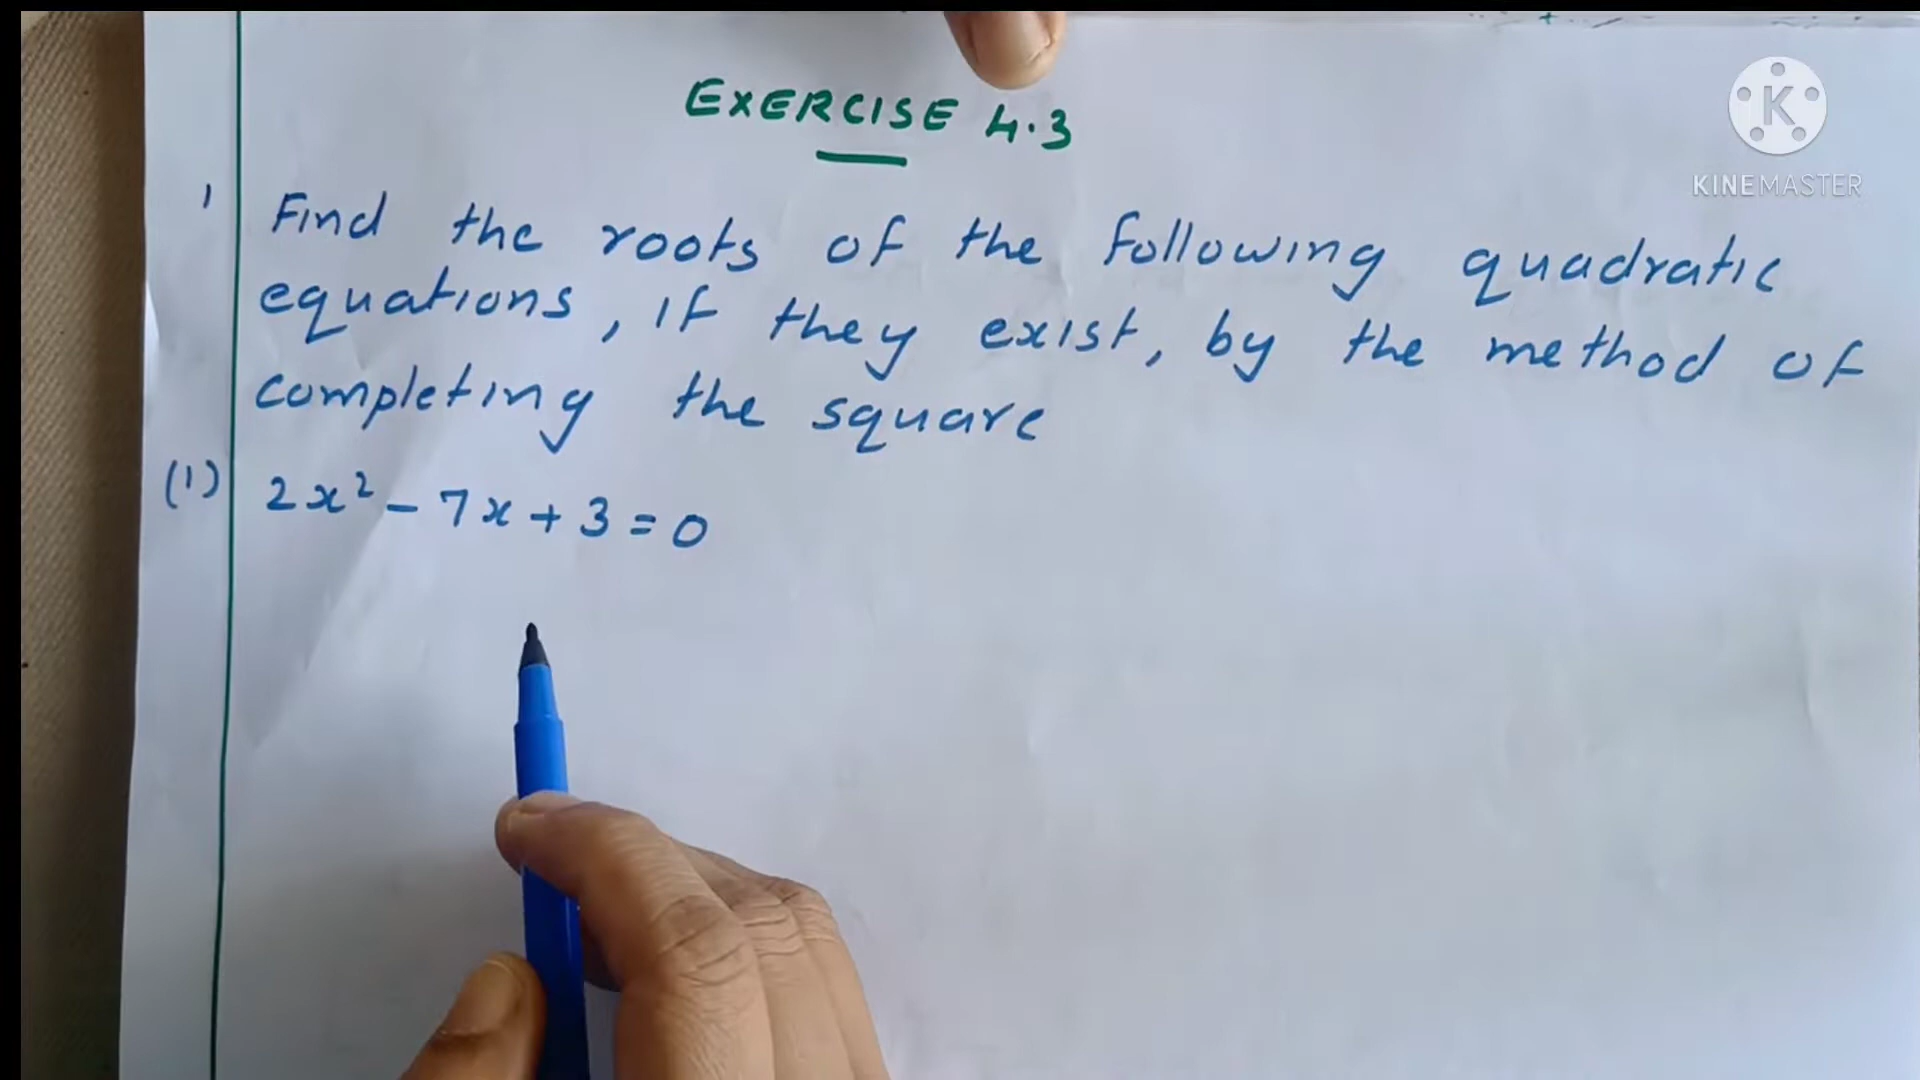 EXERCISE 4.3
K
KINEMASTER
1 Find the roots of the following quadratic
equations, if they exist, by the method of
completing the square
(1) 2x² - 7x + 3 = 0